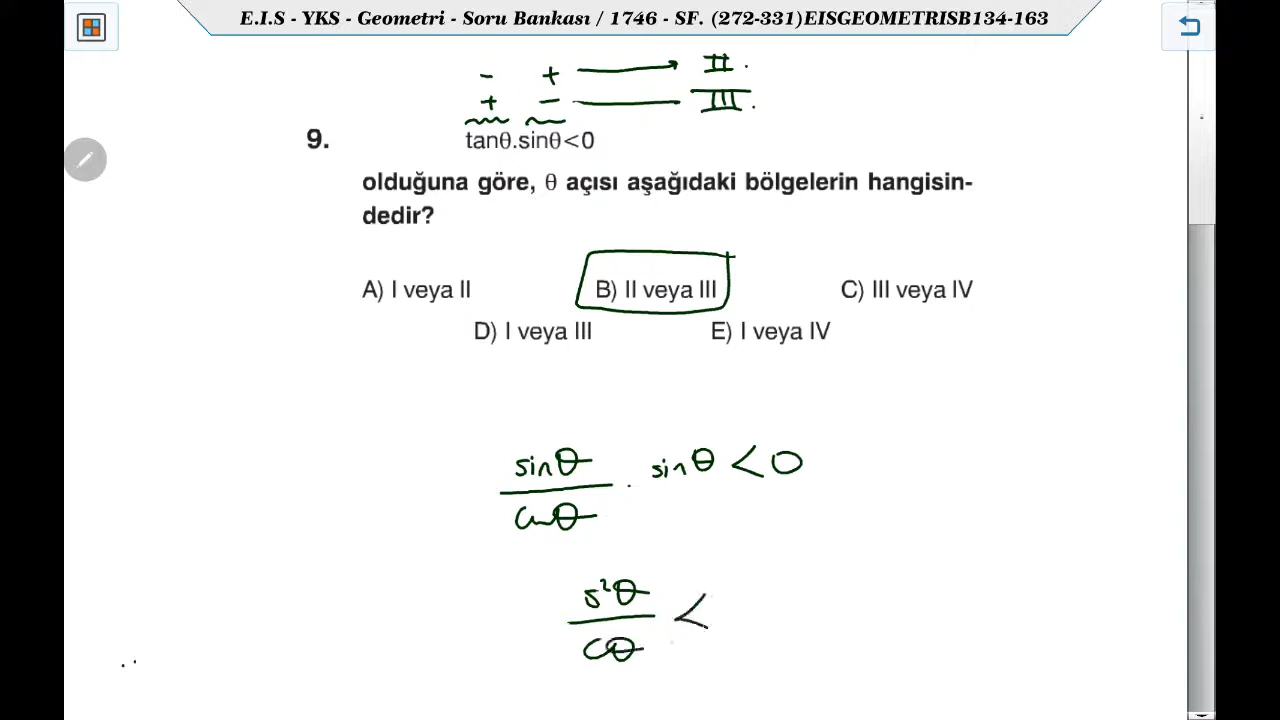 E.I.S - YKS - Geometri - Soru Bankası / 1746 - SF. (272-331)EISGEOMETRISB134-163
- + → II.
+ - — III.
9. tanθ.sinθ<0
olduğuna göre, θ açısı aşağıdaki bölgelerin hangisin-
dedir?
A) I veya II B) II veya III C) III veya IV
D) I veya III E) I veya IV
sinθ/cosθ . sinθ < 0
s²θ/cθ <